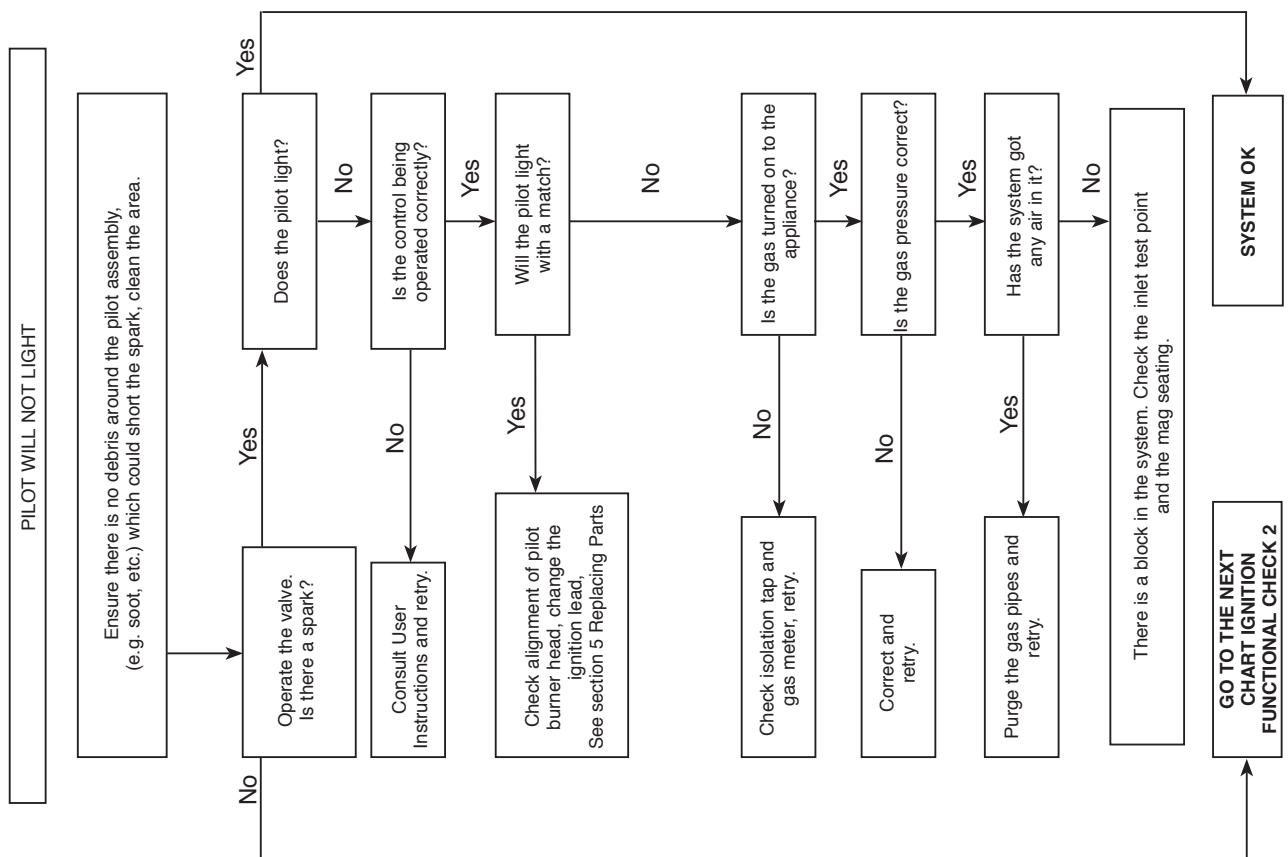 PILOT WILL NOT LIGHT
Ensure there is no debris around the pilot assembly,
(e.g. soot, etc.) which could short the spark, clean the area.
Operate the valve.
Is there a spark?
Yes
No
Does the pilot light?
Yes
No
Is the control being
operated correctly?
No
Yes
Consult User
Instructions and retry.
Will the pilot light
with a match?
Yes
No
Check alignment of pilot
burner head, change the
ignition lead,
See section 5 Replacing Parts
Is the gas turned on to the
appliance?
No
Yes
Check isolation tap and
gas meter, retry.
Is the gas pressure correct?
No
Yes
Correct and
retry.
Has the system got
any air in it?
Yes
No
Purge the gas pipes and
retry.
There is a block in the system. Check the inlet test point
and the mag seating.
GO TO THE NEXT
CHART IGNITION
FUNCTIONAL CHECK 2
SYSTEM OK